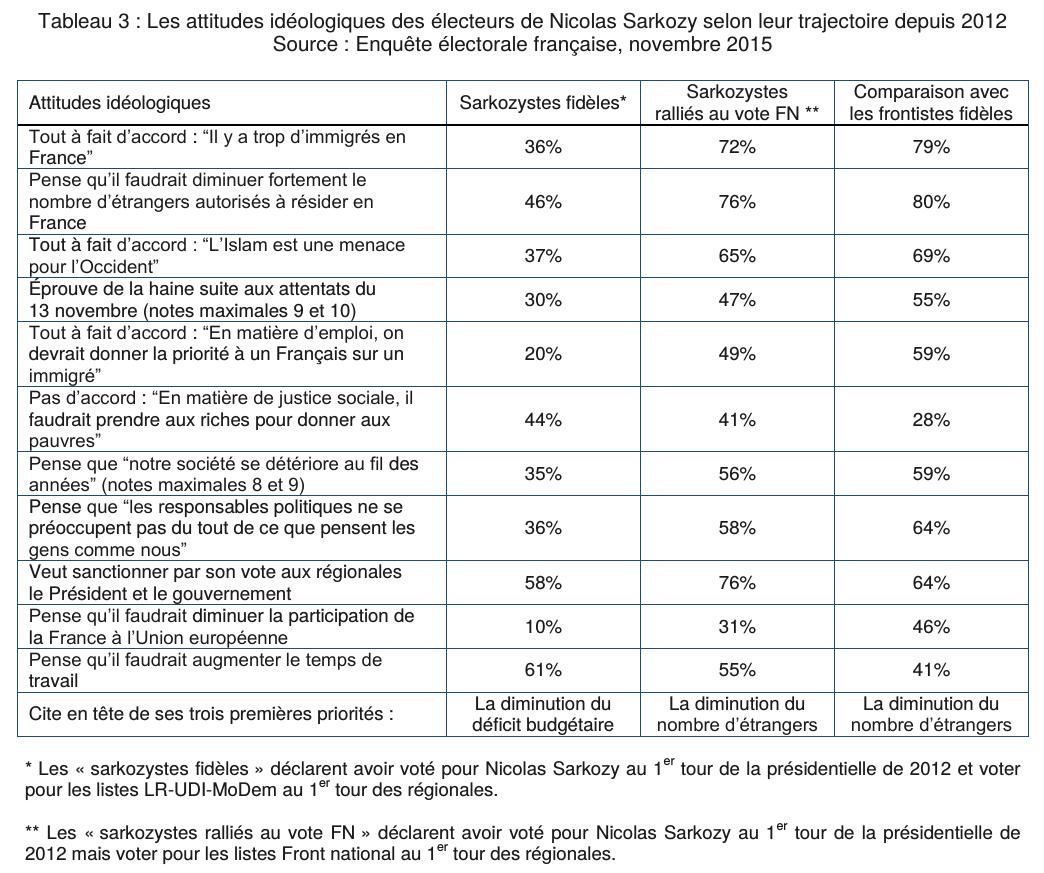 Tableau 3 : Les attitudes idéologiques des électeurs de Nicolas Sarkozy selon leur trajectoire depuis 2012
Source : Enquête électorale française, novembre 2015
Attitudes idéologiques
Sarkozystes fidèles*
Sarkozystes
ralliés au vote FN **
Comparaison avec
les frontistes fidèles
Tout à fait d’accord : “Il y a trop d’immigrés en
France”
36%
72%
79%
Pense qu’il faudrait diminuer fortement le
nombre d’étrangers autorisés à résider en
France
46%
76%
80%
Tout à fait d’accord : “L’Islam est une menace
pour l’Occident”
37%
65%
69%
Éprouve de la haine suite aux attentats du
13 novembre (notes maximales 9 et 10)
30%
47%
55%
Tout à fait d’accord : “En matière d’emploi, on
devrait donner la priorité à un Français sur un
immigré”
20%
49%
59%
Pas d’accord : “En matière de justice sociale, il
faudrait prendre aux riches pour donner aux
pauvres”
44%
41%
28%
Pense que “notre société se détériore au fil des
années” (notes maximales 8 et 9)
35%
56%
59%
Pense que “les responsables politiques ne se
préoccupent pas du tout de ce que pensent les
gens comme nous”
36%
58%
64%
Veut sanctionner par son vote aux régionales
le Président et le gouvernement
58%
76%
64%
Pense qu’il faudrait diminuer la participation de
la France à l’Union européenne
10%
31%
46%
Pense qu’il faudrait augmenter le temps de
travail
61%
55%
41%
Cite en tête de ses trois premières priorités :
La diminution du
déficit budgétaire
La diminution du
nombre d’étrangers
La diminution du
nombre d’étrangers
* Les « sarkozystes fidèles » déclarent avoir voté pour Nicolas Sarkozy au 1er tour de la présidentielle de 2012 et voter
pour les listes LR-UDI-MoDem au 1er tour des régionales.
** Les « sarkozystes ralliés au vote FN » déclarent avoir voté pour Nicolas Sarkozy au 1er tour de la présidentielle de
2012 mais voter pour les listes Front national au 1er tour des régionales.